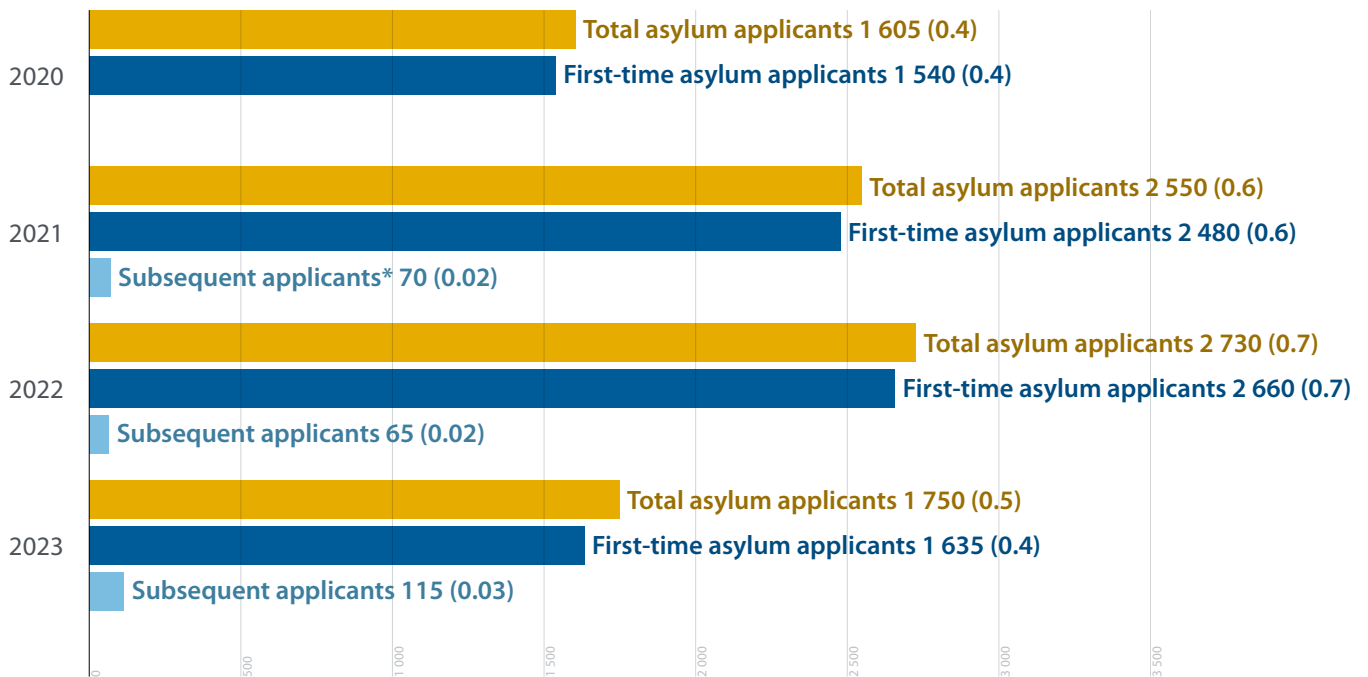 Total asylum applicants 1 605 (0.4)
2020
First-time asylum applicants 1 540 (0.4)
Total asylum applicants 2 550 (0.6)
2021
First-time asylum applicants 2 480 (0.6)
Subsequent applicants* 70 (0.02)
Total asylum applicants 2 730 (0.7)
2022
First-time asylum applicants 2 660 (0.7)
Subsequent applicants 65 (0.02)
Total asylum applicants 1 750 (0.5)
2023
First-time asylum applicants 1 635 (0.4)
Subsequent applicants 115 (0.03)
0
500
1 000
1 500
2 000
2 500
3 000
3 500